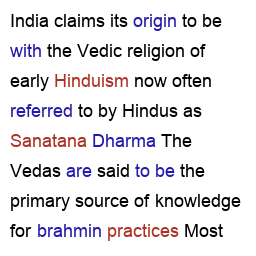 India claims its origin to be
with the Vedic religion of
early Hinduism now often
referred to by Hindus as
Sanatana Dharma The
Vedas are said to be the
primary source of knowledge
for brahmin practices Most